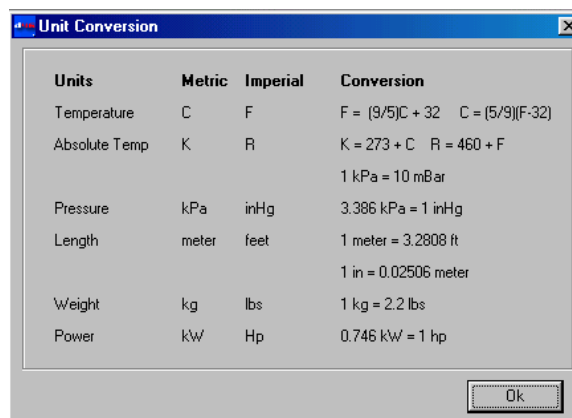 Unit Conversion
Units Metric Imperial Conversion
Temperature C F F = (9/5)C + 32 C = (5/9)(F-32)
Absolute Temp K R K = 273 + C R = 460 + F
1 kPa = 10 mBar
Pressure kPa inHg 3.386 kPa = 1 inHg
Length meter feet 1 meter = 3.2808 ft
1 in = 0.02506 meter
Weight kg lbs 1 kg = 2.2 lbs
Power kW Hp 0.746 kW = 1 hp
Ok